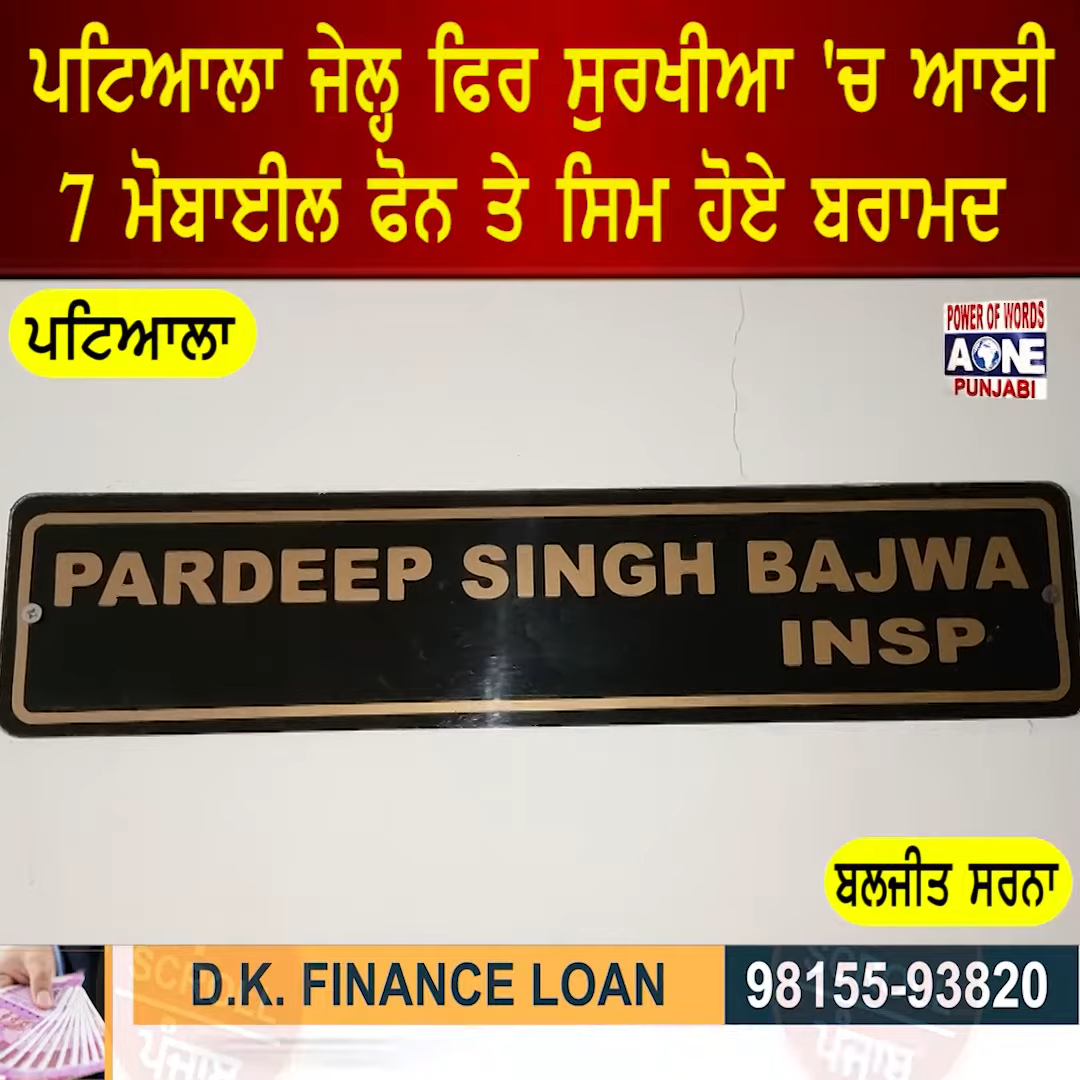 ਪਟਿਆਲਾ ਜੇਲ੍ਹ ਫਿਰ ਸੁਰਖੀਆ 'ਚ ਆਈ
7 ਮੋਬਾਈਲ ਫੋਨ ਤੇ ਸਿਮ ਹੋਏ ਬਰਾਮਦ
ਪਟਿਆਲਾ
POWER OF WORDS
AONE
PUNJABI
PARDEEP SINGH BAJWA
INSP
ਬਲਜੀਤ ਸਰਨਾ
D.K. FINANCE LOAN 98155-93820
SCROLL
ਪੰਜਾਬ